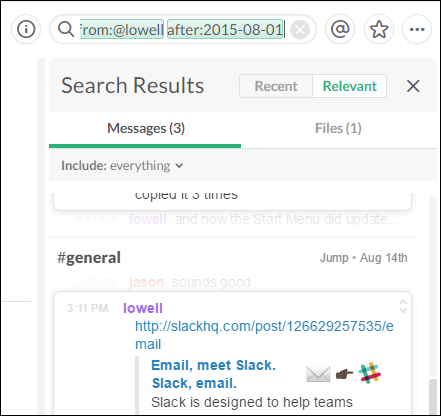 from:@lowell after:2015-08-01
Search Results
Recent Relevant
Messages (3) Files (1)
Include: everything
copied it 3 times
lowell and now the Start Menu did update...
#general Jump • Aug 14th
jason sounds good
3:11 PM lowell
http://slackhq.com/post/126629257535/e
mail
Email, meet Slack.
Slack, email.
Slack is designed to help teams